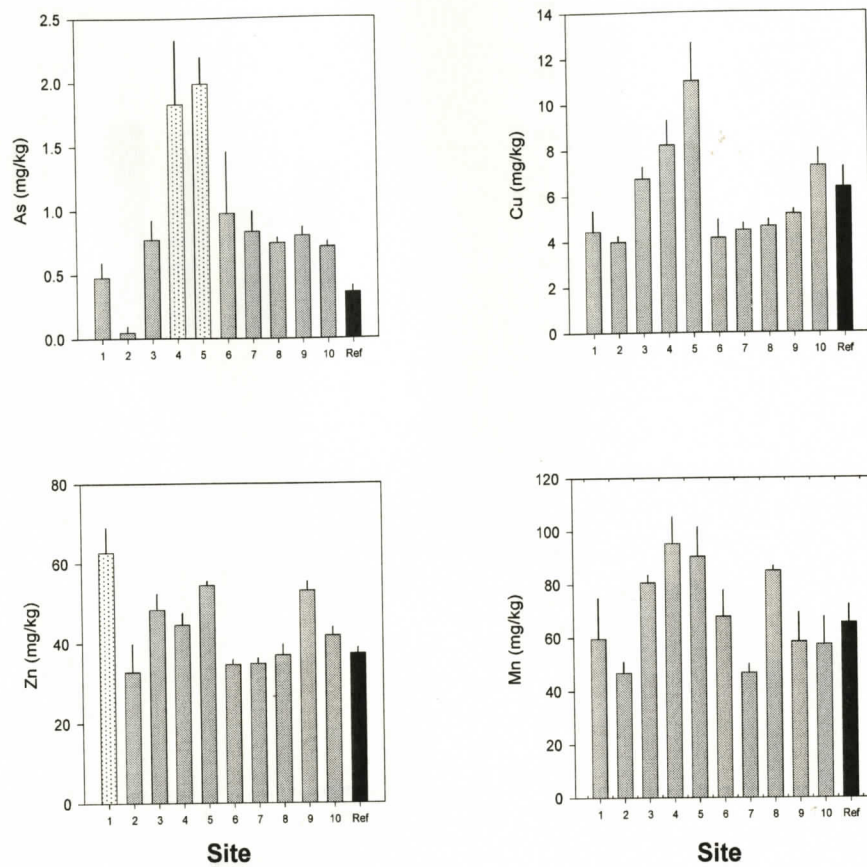 As (mg/kg)
2.5
2.0
1.5
1.0
0.5
0.0
1 2 3 4 5 6 7 8 9 10 Ref
Cu (mg/kg)
14
12
10
8
6
4
2
0
1 2 3 4 5 6 7 8 9 10 Ref
Zn (mg/kg)
80
60
40
20
0
1 2 3 4 5 6 7 8 9 10 Ref
Site
Mn (mg/kg)
120
100
80
60
40
20
0
1 2 3 4 5 6 7 8 9 10 Ref
Site